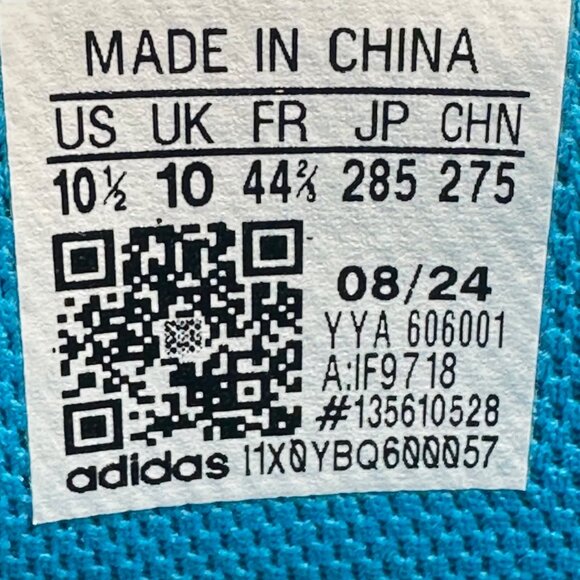 MADE IN CHINA
US UK FR JP CHN
10½ 10 44⅔ 285 275
08/24
YYA 606001
A:IF9718
#135610528
adidas I1X0YBQ600057